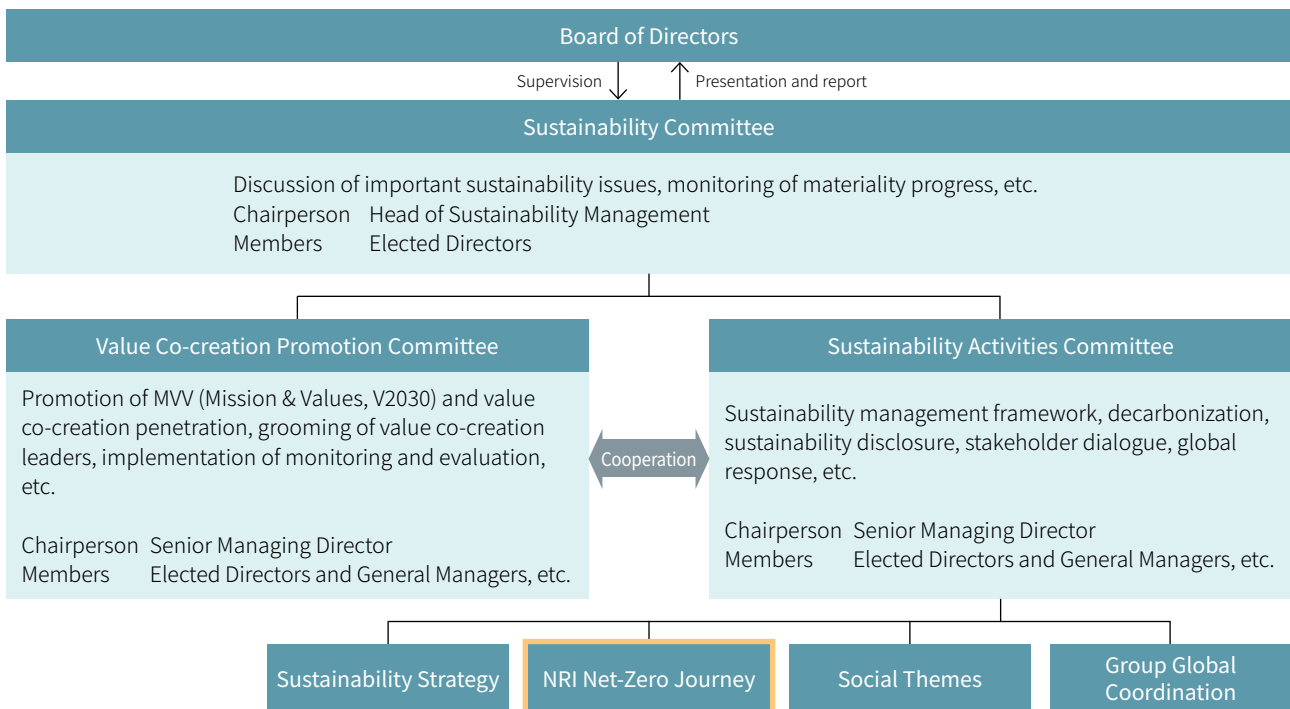 Board of Directors
Supervision
Presentation and report
Sustainability Committee
Discussion of important sustainability issues, monitoring of materiality progress, etc.
Chairperson Head of Sustainability Management
Members Elected Directors
Value Co-creation Promotion Committee
Promotion of MVV (Mission & Values, V2030) and value
co-creation penetration, grooming of value co-creation
leaders, implementation of monitoring and evaluation,
etc.
Chairperson Senior Managing Director
Members Elected Directors and General Managers, etc.
Cooperation
Sustainability Activities Committee
Sustainability management framework, decarbonization,
sustainability disclosure, stakeholder dialogue, global
response, etc.
Chairperson Senior Managing Director
Members Elected Directors and General Managers, etc.
Sustainability Strategy
NRI Net-Zero Journey
Social Themes
Group Global
Coordination